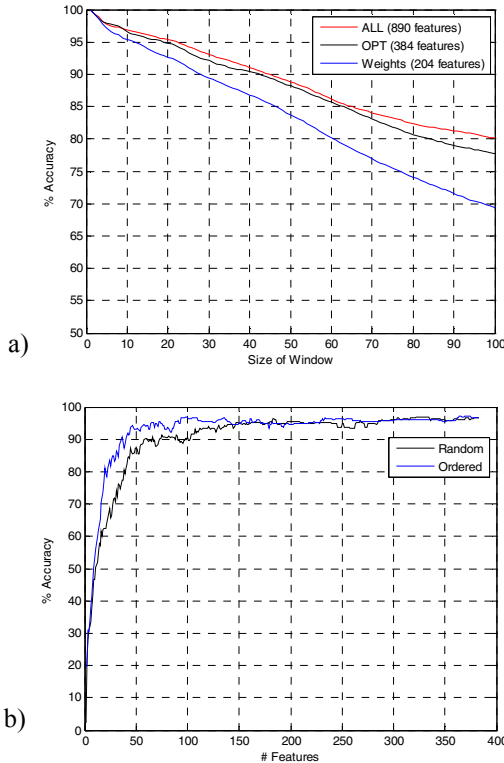 100
95
90
85
80
75
70
65
60
55
50
% Accuracy
ALL (890 features)
OPT (384 features)
Weights (204 features)
0 10 20 30 40 50 60 70 80 90 100
Size of Window
a)
100
90
80
70
60
50
40
30
20
10
0
% Accuracy
Random
Ordered
0 50 100 150 200 250 300 350 400
# Features
b)